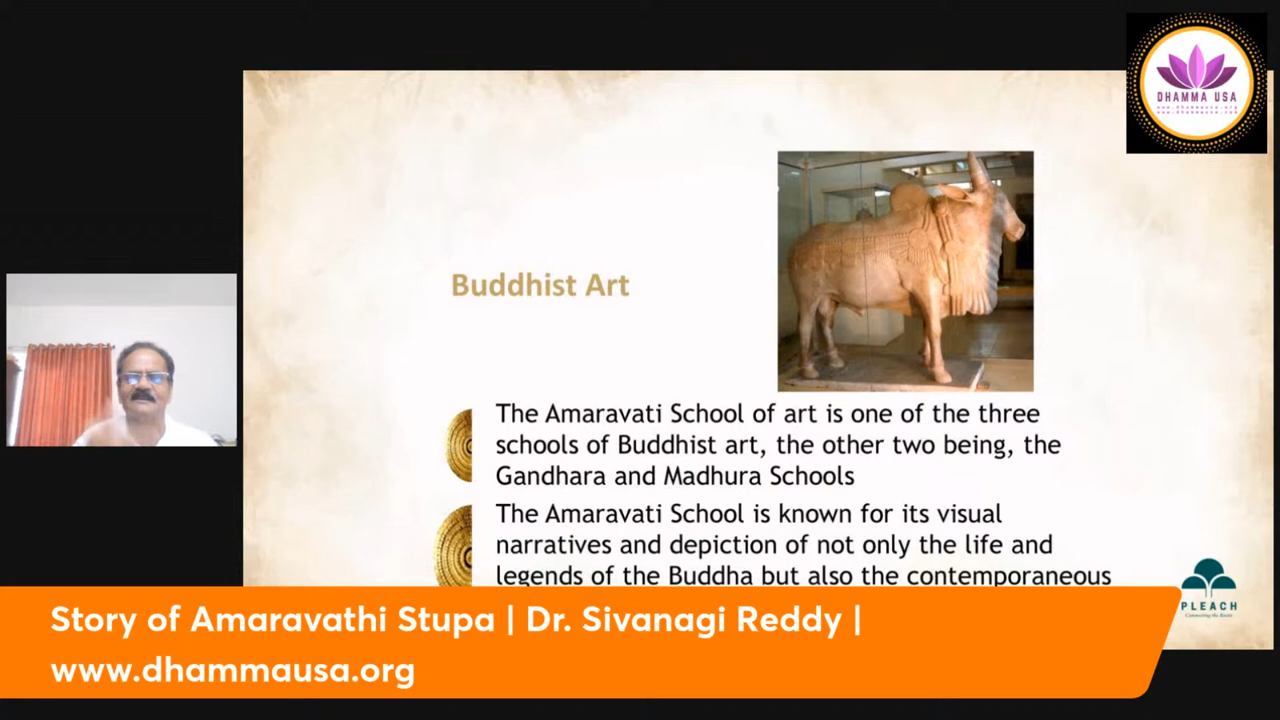 DHAMMA USA
Buddhist Art
The Amaravati School of art is one of the three
schools of Buddhist art, the other two being, the
Gandhara and Madhura Schools
The Amaravati School is known for its visual
narratives and depiction of not only the life and
legends of the Buddha but also the contemporaneous
PLEACH
Story of Amaravathi Stupa | Dr. Sivanagi Reddy |
www.dhammausa.org